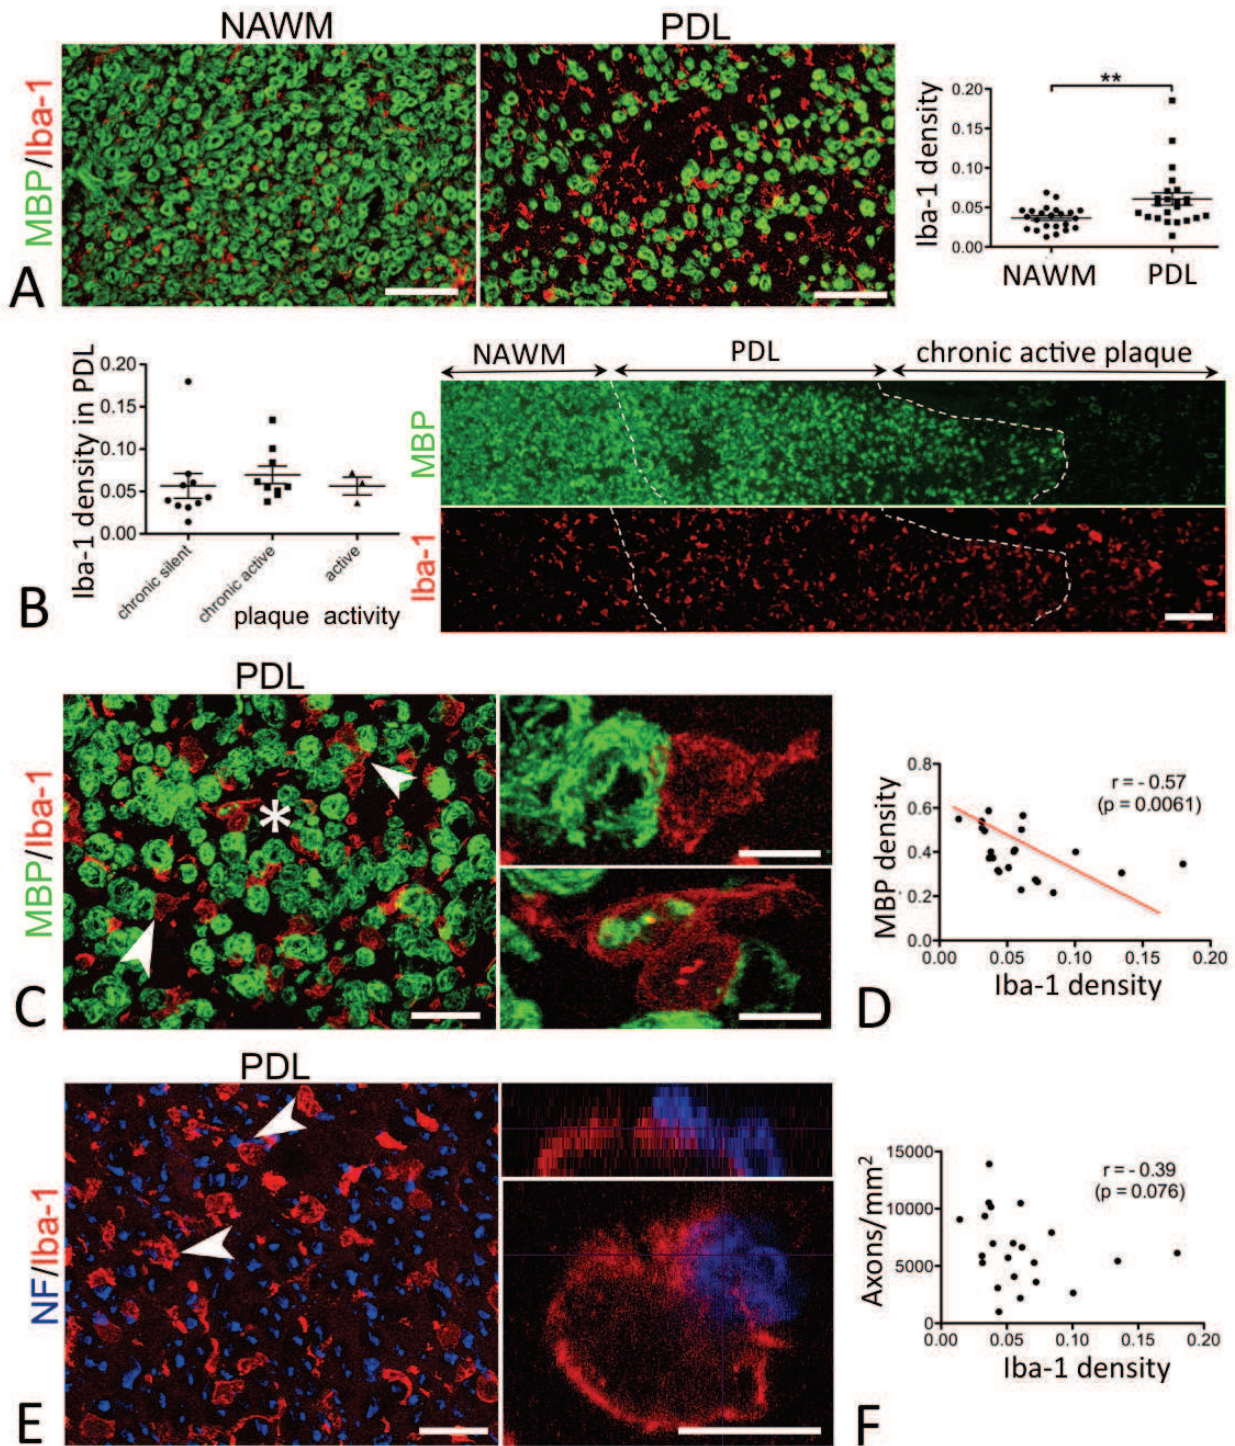 NAWM
PDL
MBP/Iba-1
A
Iba-1 density
**
0.20
0.15
0.10
0.05
0.00
NAWM
PDL
B
Iba-1 density in PDL
0.20
0.15
0.10
0.05
0.00
chronic silent
chronic active
active
plaque activity
NAWM
PDL
chronic active plaque
MBP
Iba-1
PDL
MBP/Iba-1
*
C
MBP density
0.8
0.6
0.4
0.2
0.0
r = - 0.57
(p = 0.0061)
0.00 0.05 0.10 0.15 0.20
Iba-1 density
D
PDL
NF/Iba-1
E
Axons/mm²
15000
10000
5000
0
r = - 0.39
(p = 0.076)
0.00 0.05 0.10 0.15 0.20
Iba-1 density
F